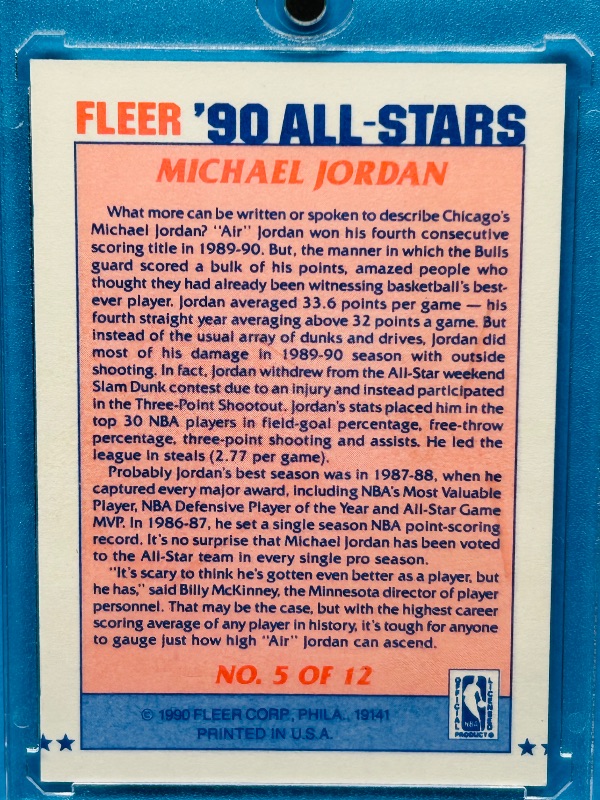 FLEER '90 ALL-STARS
MICHAEL JORDAN
What more can be written or spoken to describe Chicago's
Michael Jordan? "Air" Jordan won his fourth consecutive
scoring title in 1989-90. But, the manner in which the Bulls
guard scored a bulk of his points, amazed people who
thought they had already been witnessing basketball's best-
ever player. Jordan averaged 33.6 points per game — his
fourth straight year averaging above 32 points a game. But
instead of the usual array of dunks and drives, Jordan did
most of his damage in 1989-90 season with outside
shooting. In fact, Jordan withdrew from the All-Star weekend
Slam Dunk contest due to an injury and instead participated
in the Three-Point Shootout. Jordan's stats placed him in the
top 30 NBA players in field-goal percentage, free-throw
percentage, three-point shooting and assists. He led the
league in steals (2.77 per game).
Probably Jordan's best season was in 1987-88, when he
captured every major award, including NBA's Most Valuable
Player, NBA Defensive Player of the Year and All-Star Game
MVP. In 1986-87, he set a single season NBA point-scoring
record. It's no surprise that Michael Jordan has been voted
to the All-Star team in every single pro season.
"It's scary to think he's gotten even better as a player, but
he has," said Billy McKinney, the Minnesota director of player
personnel. That may be the case, but with the highest career
scoring average of any player in history, it's tough for anyone
to gauge just how high "Air" Jordan can ascend.
NO. 5 OF 12
OFFICIAL
LICENSED
NBA
PRODUCT ®
© 1990 FLEER CORP., PHILA., 19141
PRINTED IN U.S.A.